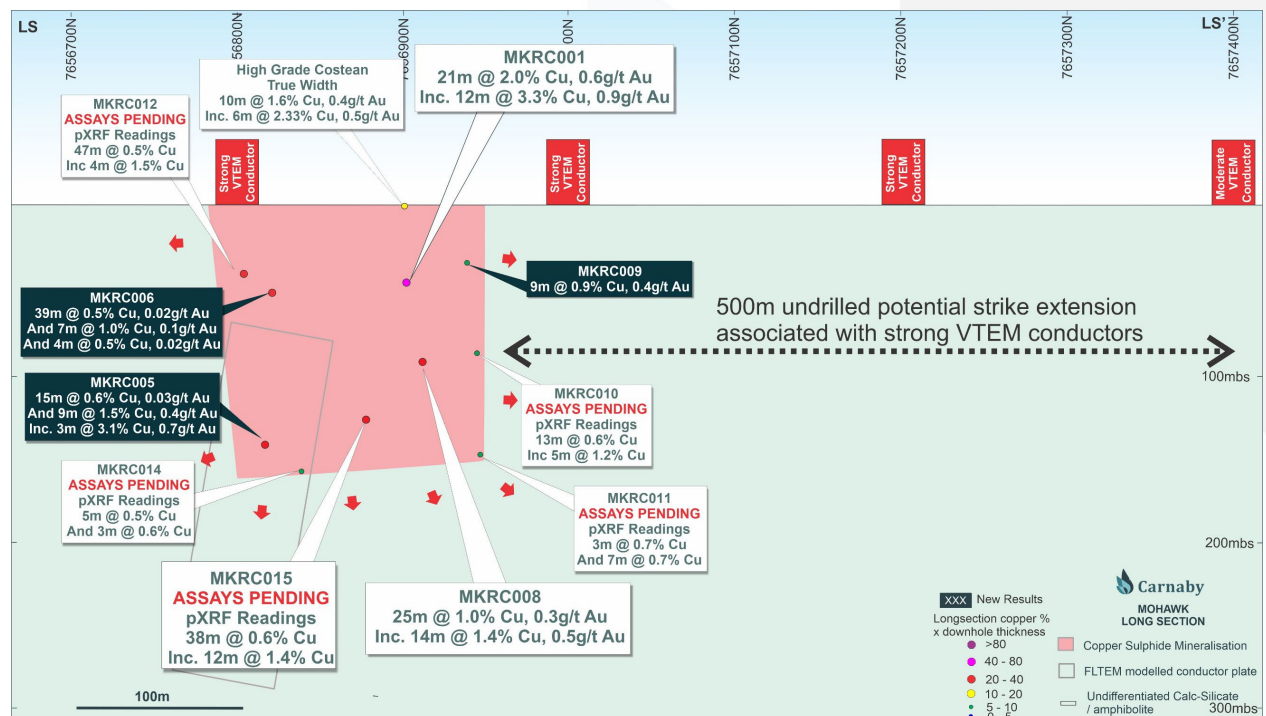 LS
LS'
7656700N
56800N
56900N
00N
7657100N
7657200N
7657300N
7657400N
MKRC001
21m @ 2.0% Cu, 0.6g/t Au
Inc. 12m @ 3.3% Cu, 0.9g/t Au
High Grade Costean
True Width
10m @ 1.6% Cu, 0.4g/t Au
Inc. 6m @ 2.33% Cu, 0.5g/t Au
MKRC012
ASSAYS PENDING
pXRF Readings
47m @ 0.5% Cu
Inc 4m @ 1.5% Cu
Strong
VTEM
Conductor
Strong
VTEM
Conductor
Strong
VTEM
Conductor
Moderate
VTEM
Conductor
MKRC009
9m @ 0.9% Cu, 0.4g/t Au
MKRC006
39m @ 0.5% Cu, 0.02g/t Au
And 7m @ 1.0% Cu, 0.1g/t Au
And 4m @ 0.5% Cu, 0.02g/t Au
500m undrilled potential strike extension
associated with strong VTEM conductors
100mbs
MKRC005
15m @ 0.6% Cu, 0.03g/t Au
And 9m @ 1.5% Cu, 0.4g/t Au
Inc. 3m @ 3.1% Cu, 0.7g/t Au
MKRC010
ASSAYS PENDING
pXRF Readings
13m @ 0.6% Cu
Inc 5m @ 1.2% Cu
MKRC014
ASSAYS PENDING
pXRF Readings
5m @ 0.5% Cu
And 3m @ 0.6% Cu
MKRC011
ASSAYS PENDING
pXRF Readings
3m @ 0.7% Cu
And 7m @ 0.7% Cu
200mbs
MKRC015
ASSAYS PENDING
pXRF Readings
38m @ 0.6% Cu
Inc. 12m @ 1.4% Cu
MKRC008
25m @ 1.0% Cu, 0.3g/t Au
Inc. 14m @ 1.4% Cu, 0.5g/t Au
100m
XXX New Results
Longsection copper %
x downhole thickness
>80
40 - 80
20 - 40
10 - 20
5 - 10
Carnaby
MOHAWK
LONG SECTION
Copper Sulphide Mineralisation
FLTEM modelled conductor plate
Undifferentiated Calc-Silicate
/ amphibolite
300mbs